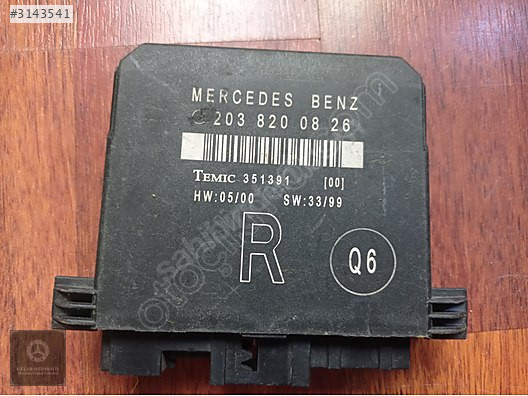 #3143541
MERCEDES BENZ
203 820 08 26
TEMIC 351391 [00]
HW:05/00 SW:33/99
R
Q6